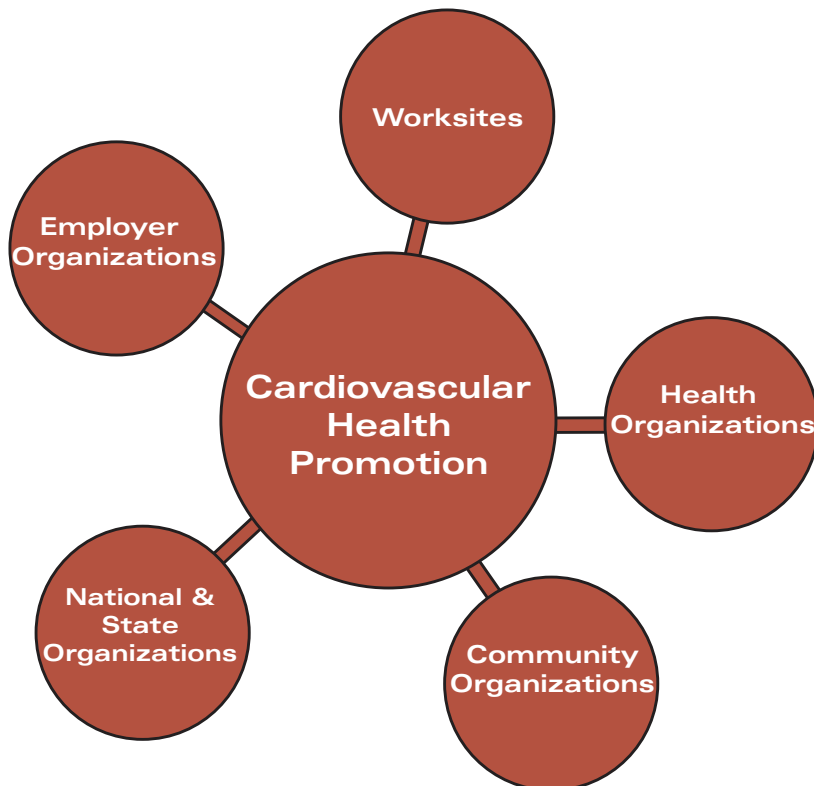 Worksites
Employer
Organizations
Cardiovascular
Health
Promotion
Health
Organizations
National &
State
Organizations
Community
Organizations